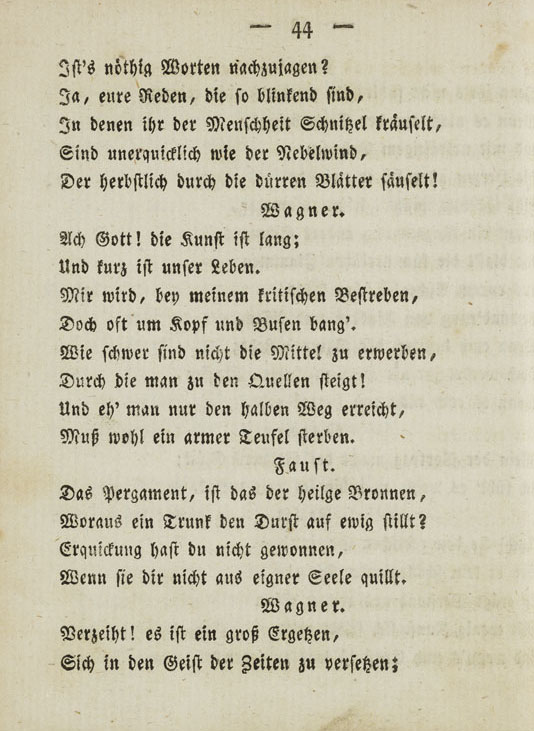 — 44 —
Ist's nöthig Worten nachzujagen?
Ja, eure Reden, die so blinkend sind,
In denen ihr der Menschheit Schnitzel kräuselt,
Sind unerquicklich wie der Nebelwind,
Der herbstlich durch die dürren Blätter säuselt!
Wagner.
Ach Gott! die Kunst ist lang;
Und kurz ist unser Leben.
Mir wird, bey meinem kritischen Bestreben,
Doch oft um Kopf und Busen bang'.
Wie schwer sind nicht die Mittel zu erwerben,
Durch die man zu den Quellen steigt!
Und eh' man nur den halben Weg erreicht,
Muß wohl ein armer Teufel sterben.
Faust.
Das Pergament, ist das der heilge Bronnen,
Woraus ein Trunk den Durst auf ewig stillt?
Erquickung hast du nicht gewonnen,
Wenn sie dir nicht aus eigner Seele quillt.
Wagner.
Verzeiht! es ist ein groß Ergetzen,
Sich in den Geist der Zeiten zu versetzen;